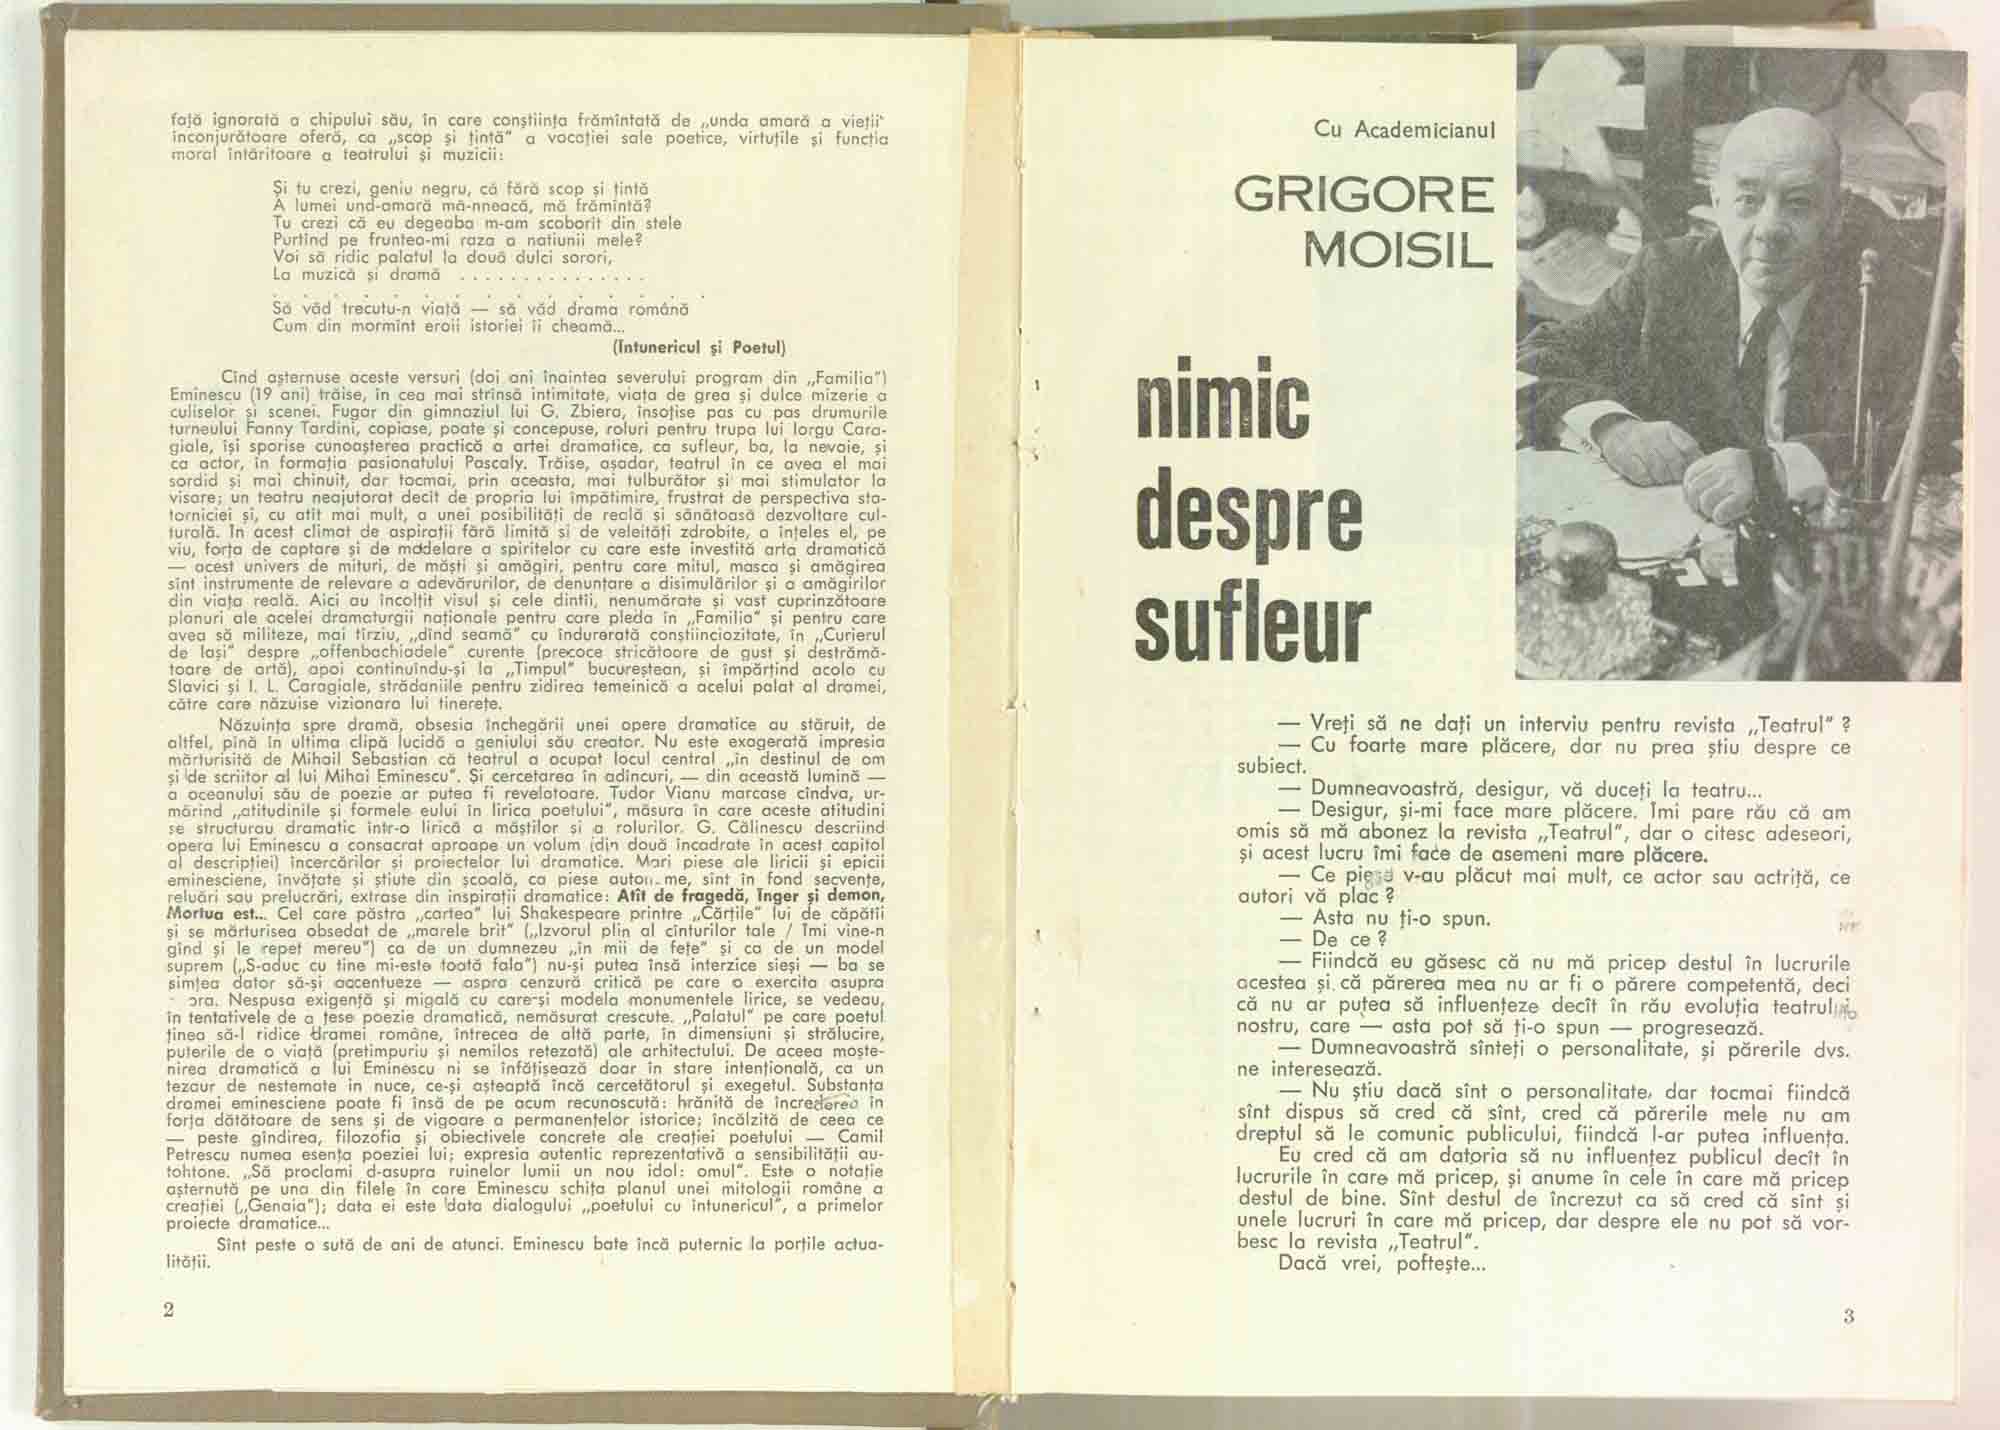 față ignorată a chipului său, în care conștiința frămîntată de „unda amară a vieții"
inconjurătoare oferă, ca „scop și țintă" a vocației sale poetice, virtuțile și funcția
moral întăritoare a teatrului și muzicii:
Și tu crezi, geniu negru, că fără scop și țintă
A lumei und-amară mă-nneacă, mă frămîntă?
Tu crezi că eu degeaba m-am scoborit din stele
Purtînd pe fruntea-mi raza a națiunii mele?
Voi să ridic palatul la două dulci sorori,
La muzică și dramă . . . . . . . . . . . . . . .
. . . . . . . . . . . . . . .
Să văd trecutu-n viață — să văd drama română
Cum din mormînt eroii istoriei îi cheamă...
(Intunericul și Poetul)
Cînd așternuse aceste versuri (doi ani înaintea severului program din „Familia")
Eminescu (19 ani) trăise, în cea mai strînsă intimitate, viața de grea și dulce mizerie a
culiselor și scenei. Fugar din gimnaziul lui G. Zbiera, însoțise pas cu pas drumurile
turneului Fanny Tardini, copiase, poate și concepuse, roluri pentru trupa lui Iorgu Cara-
giale, își sporise cunoașterea practică a artei dramatice, ca sufleur, ba, la nevoie, și
ca actor, în formația pasionatului Pascaly. Trăise, așadar, teatrul în ce avea el mai
sordid și mai chinuit, dar tocmai, prin aceasta, mai tulburător și mai stimulator la
visare; un teatru neajutorat decît de propria lui împătimire, frustrat de perspectiva sta-
torniciei și, cu atît mai mult, a unei posibilități de reală și sănătoasă dezvoltare cul-
turală. In acest climat de aspirații fără limită și de veleități zdrobite, a înțeles el, pe
viu, forța de captare și de modelare a spiritelor cu care este investită arta dramatică
— acest univers de mituri, de măști și amăgiri, pentru care mitul, masca și amăgirea
sînt instrumente de relevare a adevărurilor, de denunțare a disimulărilor și a amăgirilor
din viața reală. Aici au încolțit visul și cele dintîi, nenumărate și vast cuprinzătoare
planuri ale acelei dramaturgii naționale pentru care pleda în „Familia" și pentru care
avea să militeze, mai tîrziu, „dînd seamă" cu îndurerată conștiinciozitate, în „Curierul
de Iași" despre „offenbachiadele" curente (precoce stricătoare de gust și destrămă-
toare de artă), apoi continuîndu-și la „Timpul" bucureștean, și împărțind acolo cu
Slavici și I. L. Caragiale, strădaniile pentru zidirea temeinică a acelui palat al dramei,
către care năzuise vizionara lui tinerețe.
Năzuința spre dramă, obsesia închegării unei opere dramatice au stăruit, de
altfel, pînă în ultima clipă lucidă a geniului său creator. Nu este exagerată impresia
mărturisită de Mihail Sebastian că teatrul a ocupat locul central „în destinul de om
și de scriitor al lui Mihai Eminescu". Și cercetarea în adîncuri, — din această lumină —
a oceanului său de poezie ar putea fi revelatoare. Tudor Vianu marcase cîndva, ur-
mărind „atitudinile și formele eului în lirica poetului", măsura în care aceste atitudini
se structurau dramatic într-o lirică a măștilor și a rolurilor. G. Călinescu descriind
opera lui Eminescu a consacrat aproape un volum (din două încadrate în acest capitol
al descripției) încercărilor și proiectelor lui dramatice. Mari piese ale liricii și epicii
eminesciene, învățate și știute din școală, ca piese autonome, sînt în fond secvențe,
reluări sau prelucrări, extrase din inspirații dramatice: Atît de fragedă, Inger și demon,
Mortua est... Cel care păstra „cartea" lui Shakespeare printre „Cărțile" lui de căpătîi
și se mărturisea obsedat de „marele brit" („Izvorul plin al cînturilor tale / Imi vine-n
gînd și le repet mereu") ca de un dumnezeu „în mii de fețe" și ca de un model
suprem („S-aduc cu tine mi-este toată fala") nu-și putea însă interzice sieși — ba se
simțea dator să-și accentueze — aspra cenzură critică pe care o exercita asupra
ora. Nespusa exigență și migală cu care-și modela monumentele lirice, se vedeau,
în tentativele de a țese poezie dramatică, nemăsurat crescute. „Palatul" pe care poetul
ținea să-l ridice dramei române, întrecea de altă parte, în dimensiuni și strălucire,
puterile de o viață (pretimpuriu și nemilos retezată) ale arhitectului. De aceea moște-
nirea dramatică a lui Eminescu ni se înfățișează doar în stare intențională, ca un
tezaur de nestemate in nuce, ce-și așteaptă încă cercetătorul și exegetul. Substanța
dramei eminesciene poate fi însă de pe acum recunoscută: hrănită de încrederea în
forța dătătoare de sens și de vigoare a permanențelor istorice; încălzită de ceea ce
— peste gîndirea, filozofia și obiectivele concrete ale creației poetului — Camil
Petrescu numea esența poeziei lui; expresia autentic reprezentativă a sensibilității au-
tohtone. „Să proclami d-asupra ruinelor lumii un nou idol: omul". Este o notație
așternută pe una din filele în care Eminescu schița planul unei mitologii române a
creației („Genaia"); data ei este data dialogului „poetului cu intunericul", a primelor
proiecte dramatice...
Sînt peste o sută de ani de atunci. Eminescu bate încă puternic la porțile actua-
lității.
2
Cu Academicianul
GRIGORE
MOISIL
nimic
despre
sufleur
— Vreți să ne dați un interviu pentru revista „Teatrul" ?
— Cu foarte mare plăcere, dar nu prea știu despre ce
subiect.
— Dumneavoastră, desigur, vă duceți la teatru...
— Desigur, și-mi face mare plăcere. Imi pare rău că am
omis să mă abonez la revista „Teatrul", dar o citesc adeseori,
și acest lucru îmi face de asemeni mare plăcere.
— Ce piesă v-au plăcut mai mult, ce actor sau actriță, ce
autori vă plac ?
— Asta nu ți-o spun.
— De ce ?
— Fiindcă eu găsesc că nu mă pricep destul în lucrurile
acestea și că părerea mea nu ar fi o părere competentă, deci
că nu ar putea să influențeze decît în rău evoluția teatrului
nostru, care — asta pot să ți-o spun — progresează.
— Dumneavoastră sînteți o personalitate, și părerile dvs.
ne interesează.
— Nu știu dacă sînt o personalitate, dar tocmai fiindcă
sînt dispus să cred că sînt, cred că părerile mele nu am
dreptul să le comunic publicului, fiindcă l-ar putea influența.
Eu cred că am datoria să nu influențez publicul decît în
lucrurile în care mă pricep, și anume în cele în care mă pricep
destul de bine. Sînt destul de încrezut ca să cred că sînt și
unele lucruri în care mă pricep, dar despre ele nu pot să vor-
besc la revista „Teatrul".
Dacă vrei, poftește...
3